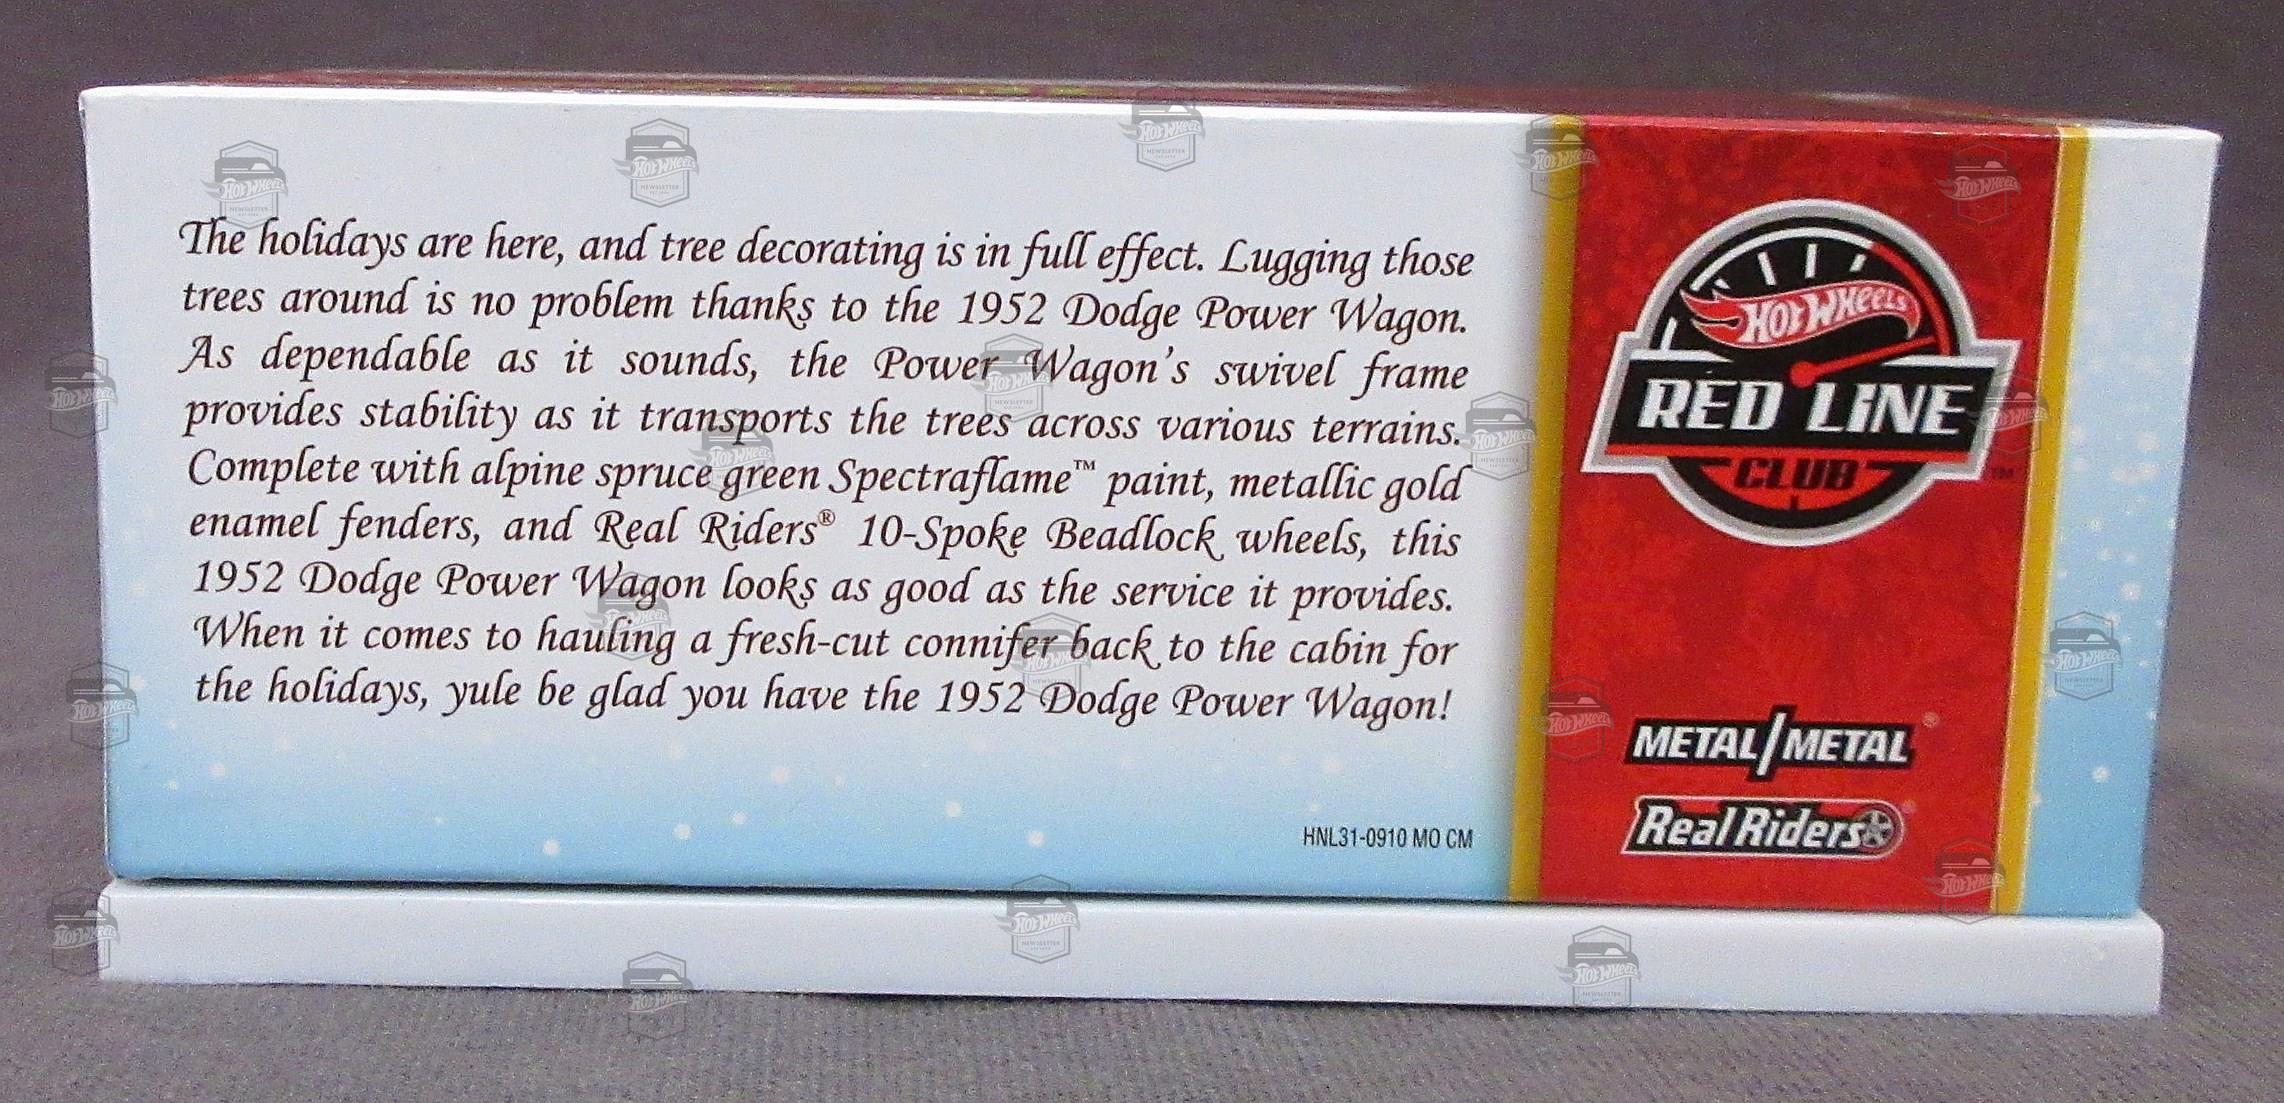 The holidays are here, and tree decorating is in full effect. Lugging those
trees around is no problem thanks to the 1952 Dodge Power Wagon.
As dependable as it sounds, the Power Wagon's swivel frame
provides stability as it transports the trees across various terrains.
Complete with alpine spruce green Spectraflame™ paint, metallic gold
enamel fenders, and Real Riders® 10-Spoke Beadlock wheels, this
1952 Dodge Power Wagon looks as good as the service it provides.
When it comes to hauling a fresh-cut connifer back to the cabin for
the holidays, yule be glad you have the 1952 Dodge Power Wagon!
HNL31-0910 MO CM
HOT WHEELS
RED LINE
CLUB™
METAL/METAL®
Real Riders®